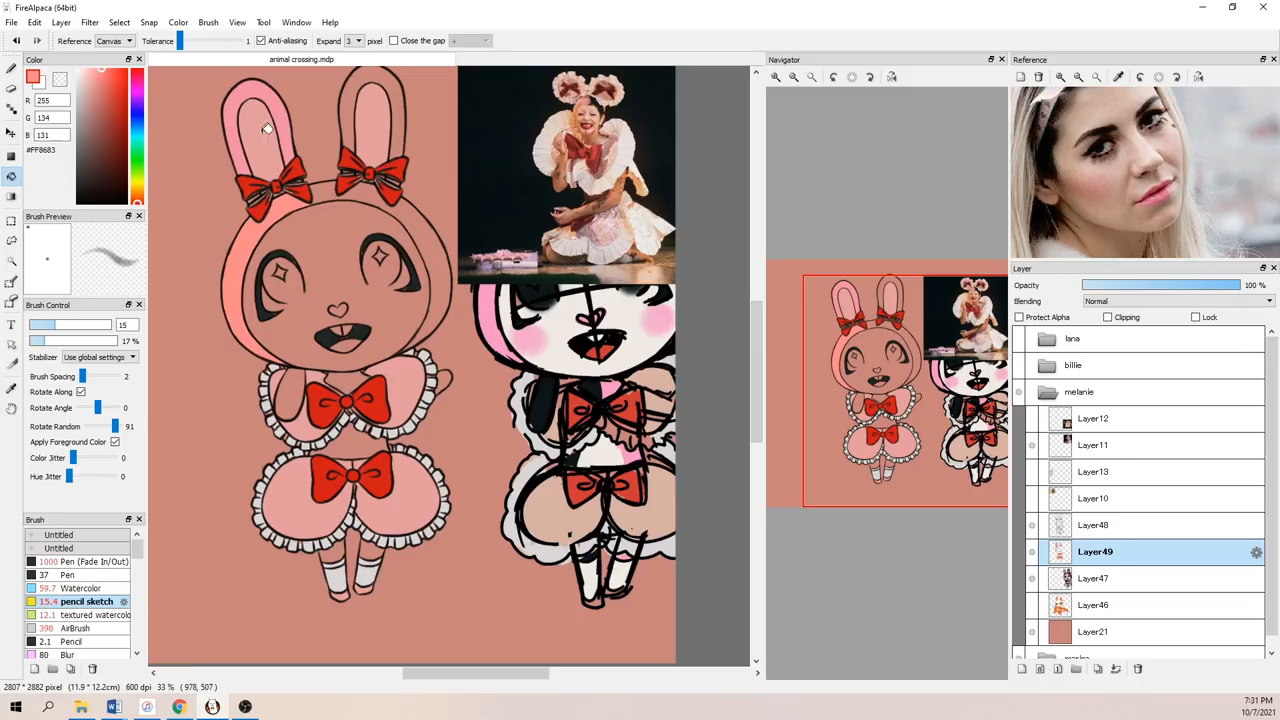 FireAlpaca (64bit)
File Edit Layer Filter Select Snap Color Brush View Tool Window Help
Reference Canvas Tolerance 1 Anti-aliasing Expand 3 pixel Close the gap +
Color
animal crossing.mdp
Navigator
Reference
R 255
G 134
B 131
#FF8683
Brush Preview
Brush Control
15
17 %
Stabilizer Use global settings
Brush Spacing 2
Rotate Along
Rotate Angle 0
Rotate Random 91
Apply Foreground Color
Color Jitter 0
Hue Jitter 0
Brush
Untitled
Untitled
1000 Pen (Fade In/Out)
37 Pen
59.7 Watercolor
15.4 pencil sketch
12.1 textured watercolo
398 AirBrush
2.1 Pencil
80 Blur
Layer
Opacity 100 %
Blending Normal
Protect Alpha Clipping Lock
lana
billie
melanie
Layer12
Layer11
Layer13
Layer10
Layer48
Layer49
Layer47
Layer46
Layer21
2807 * 2882 pixel (11.9 * 12.2cm) 600 dpi 33 % ( 978, 507 )
7:31 PM
10/7/2021